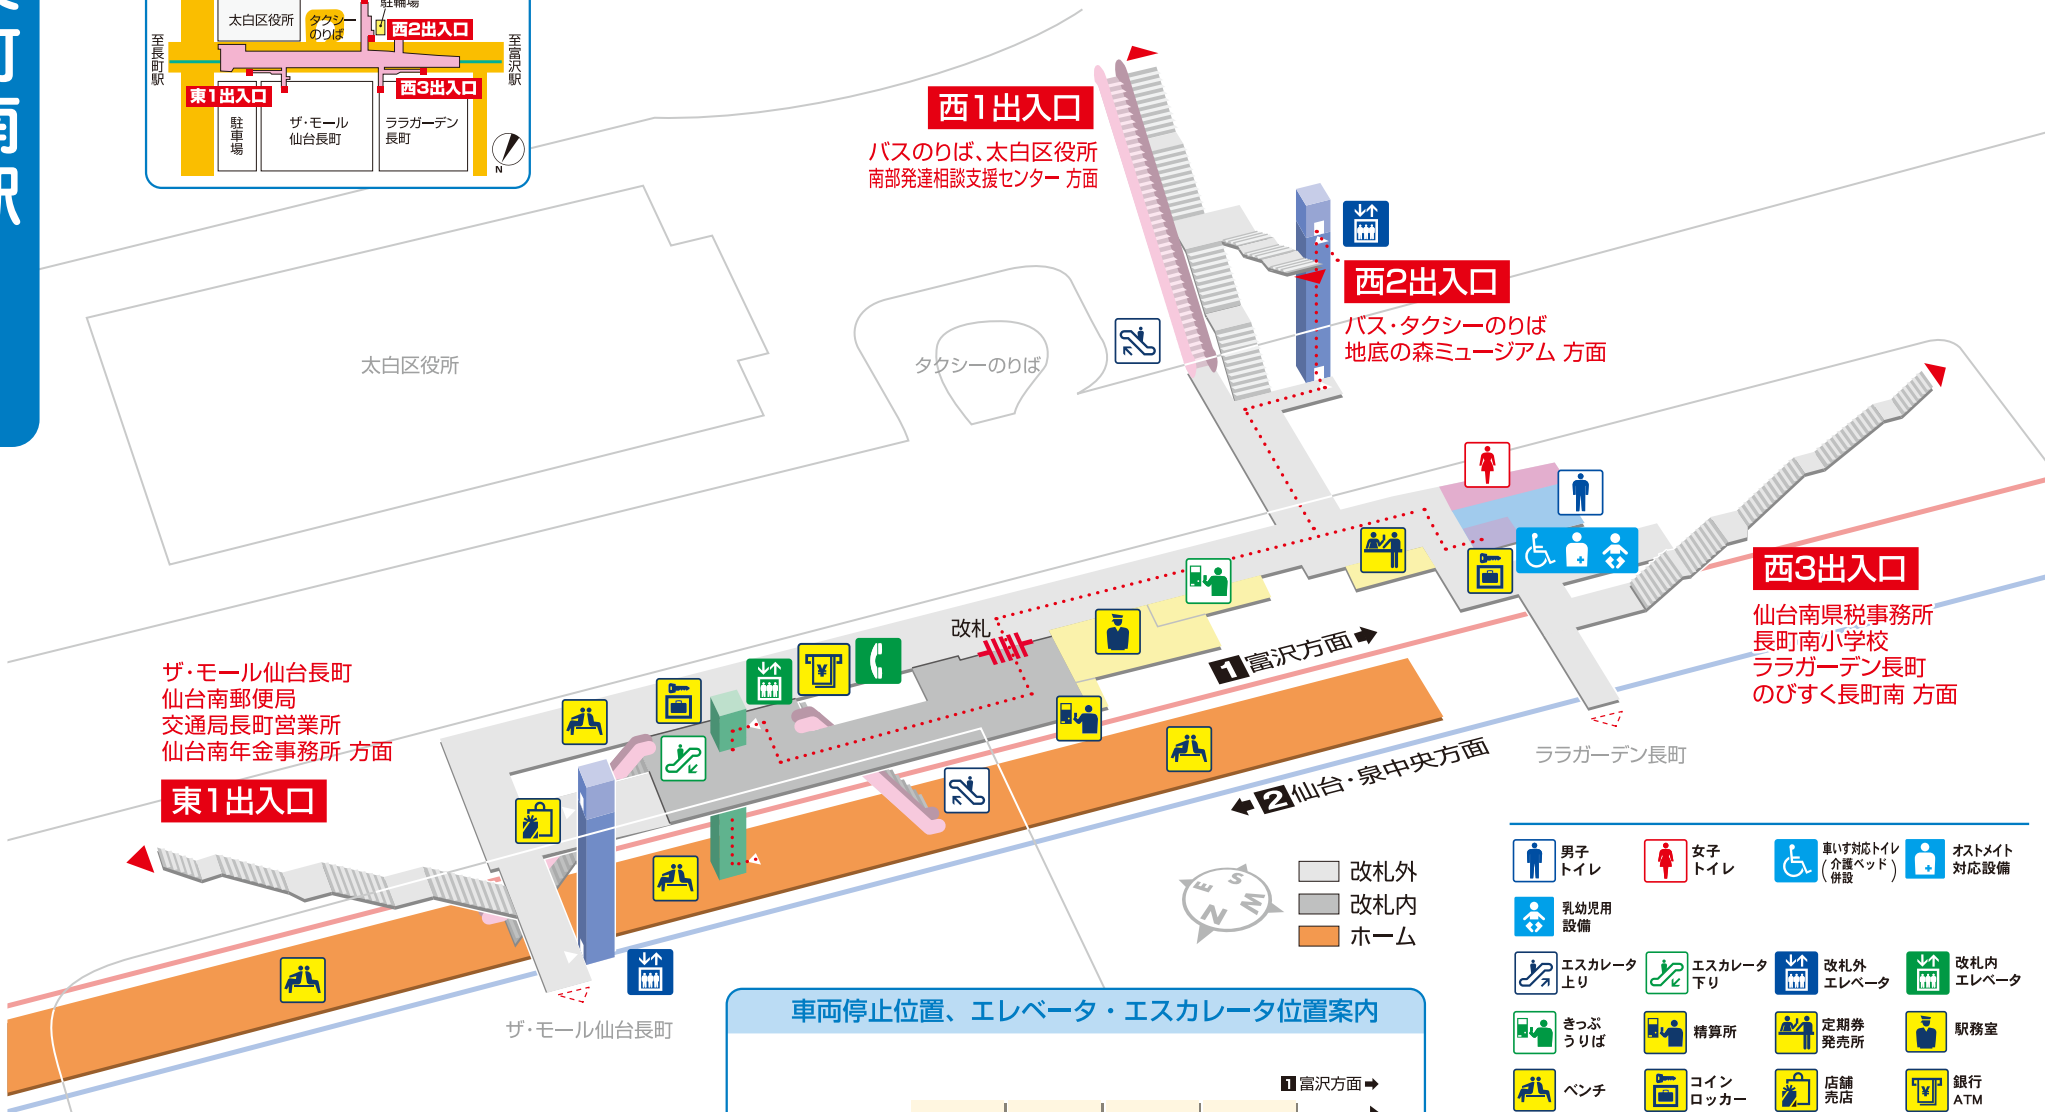 町南駅
駐輪場
太白区役所
タクシー
のりば
西2出入口
至長町駅
至富沢駅
東1出入口
西3出入口
駐車場
ザ・モール
仙台長町
ララガーデン
長町
N
西1出入口
バスのりば、太白区役所
南部発達相談支援センター 方面
西2出入口
バス・タクシーのりば
地底の森ミュージアム 方面
太白区役所
タクシーのりば
西3出入口
仙台南県税事務所
長町南小学校
ララガーデン長町
のびすく長町南 方面
改札
1富沢方面
ザ・モール仙台長町
仙台南郵便局
交通局長町営業所
仙台南年金事務所 方面
東1出入口
2仙台・泉中央方面
ララガーデン長町
ザ・モール仙台長町
E
S
N
W
改札外
改札内
ホーム
男子
トイレ
女子
トイレ
車いす対応トイレ
(介護ベッド)
併設
オストメイト
対応設備
乳幼児用
設備
エスカレータ
上り
エスカレータ
下り
改札外
エレベータ
改札内
エレベータ
きっぷ
うりば
精算所
定期券
発売所
駅務室
ベンチ
コイン
ロッカー
店舗
売店
銀行
ATM
車両停止位置、エレベータ・エスカレータ位置案内
1富沢方面